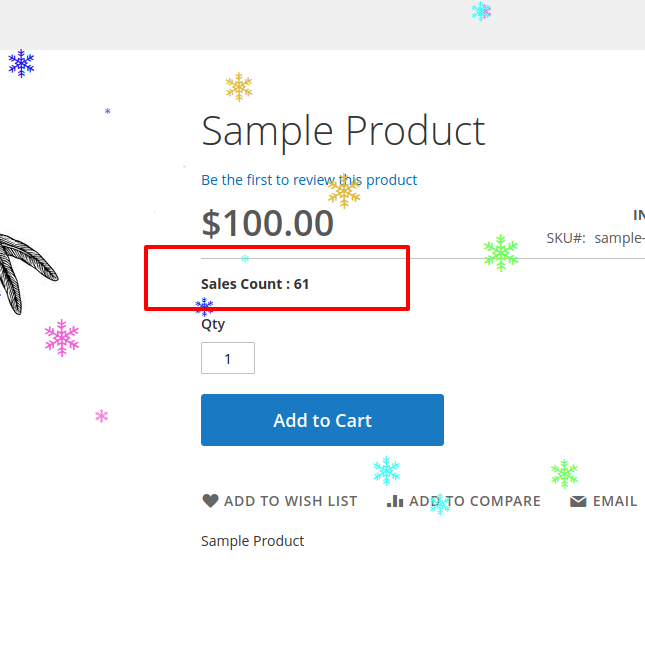 Sample Product
Be the first to review this product
$100.00
IN
SKU#: sample-
Sales Count : 61
Qty
1
Add to Cart
ADD TO WISH LIST ADD TO COMPARE EMAIL
Sample Product